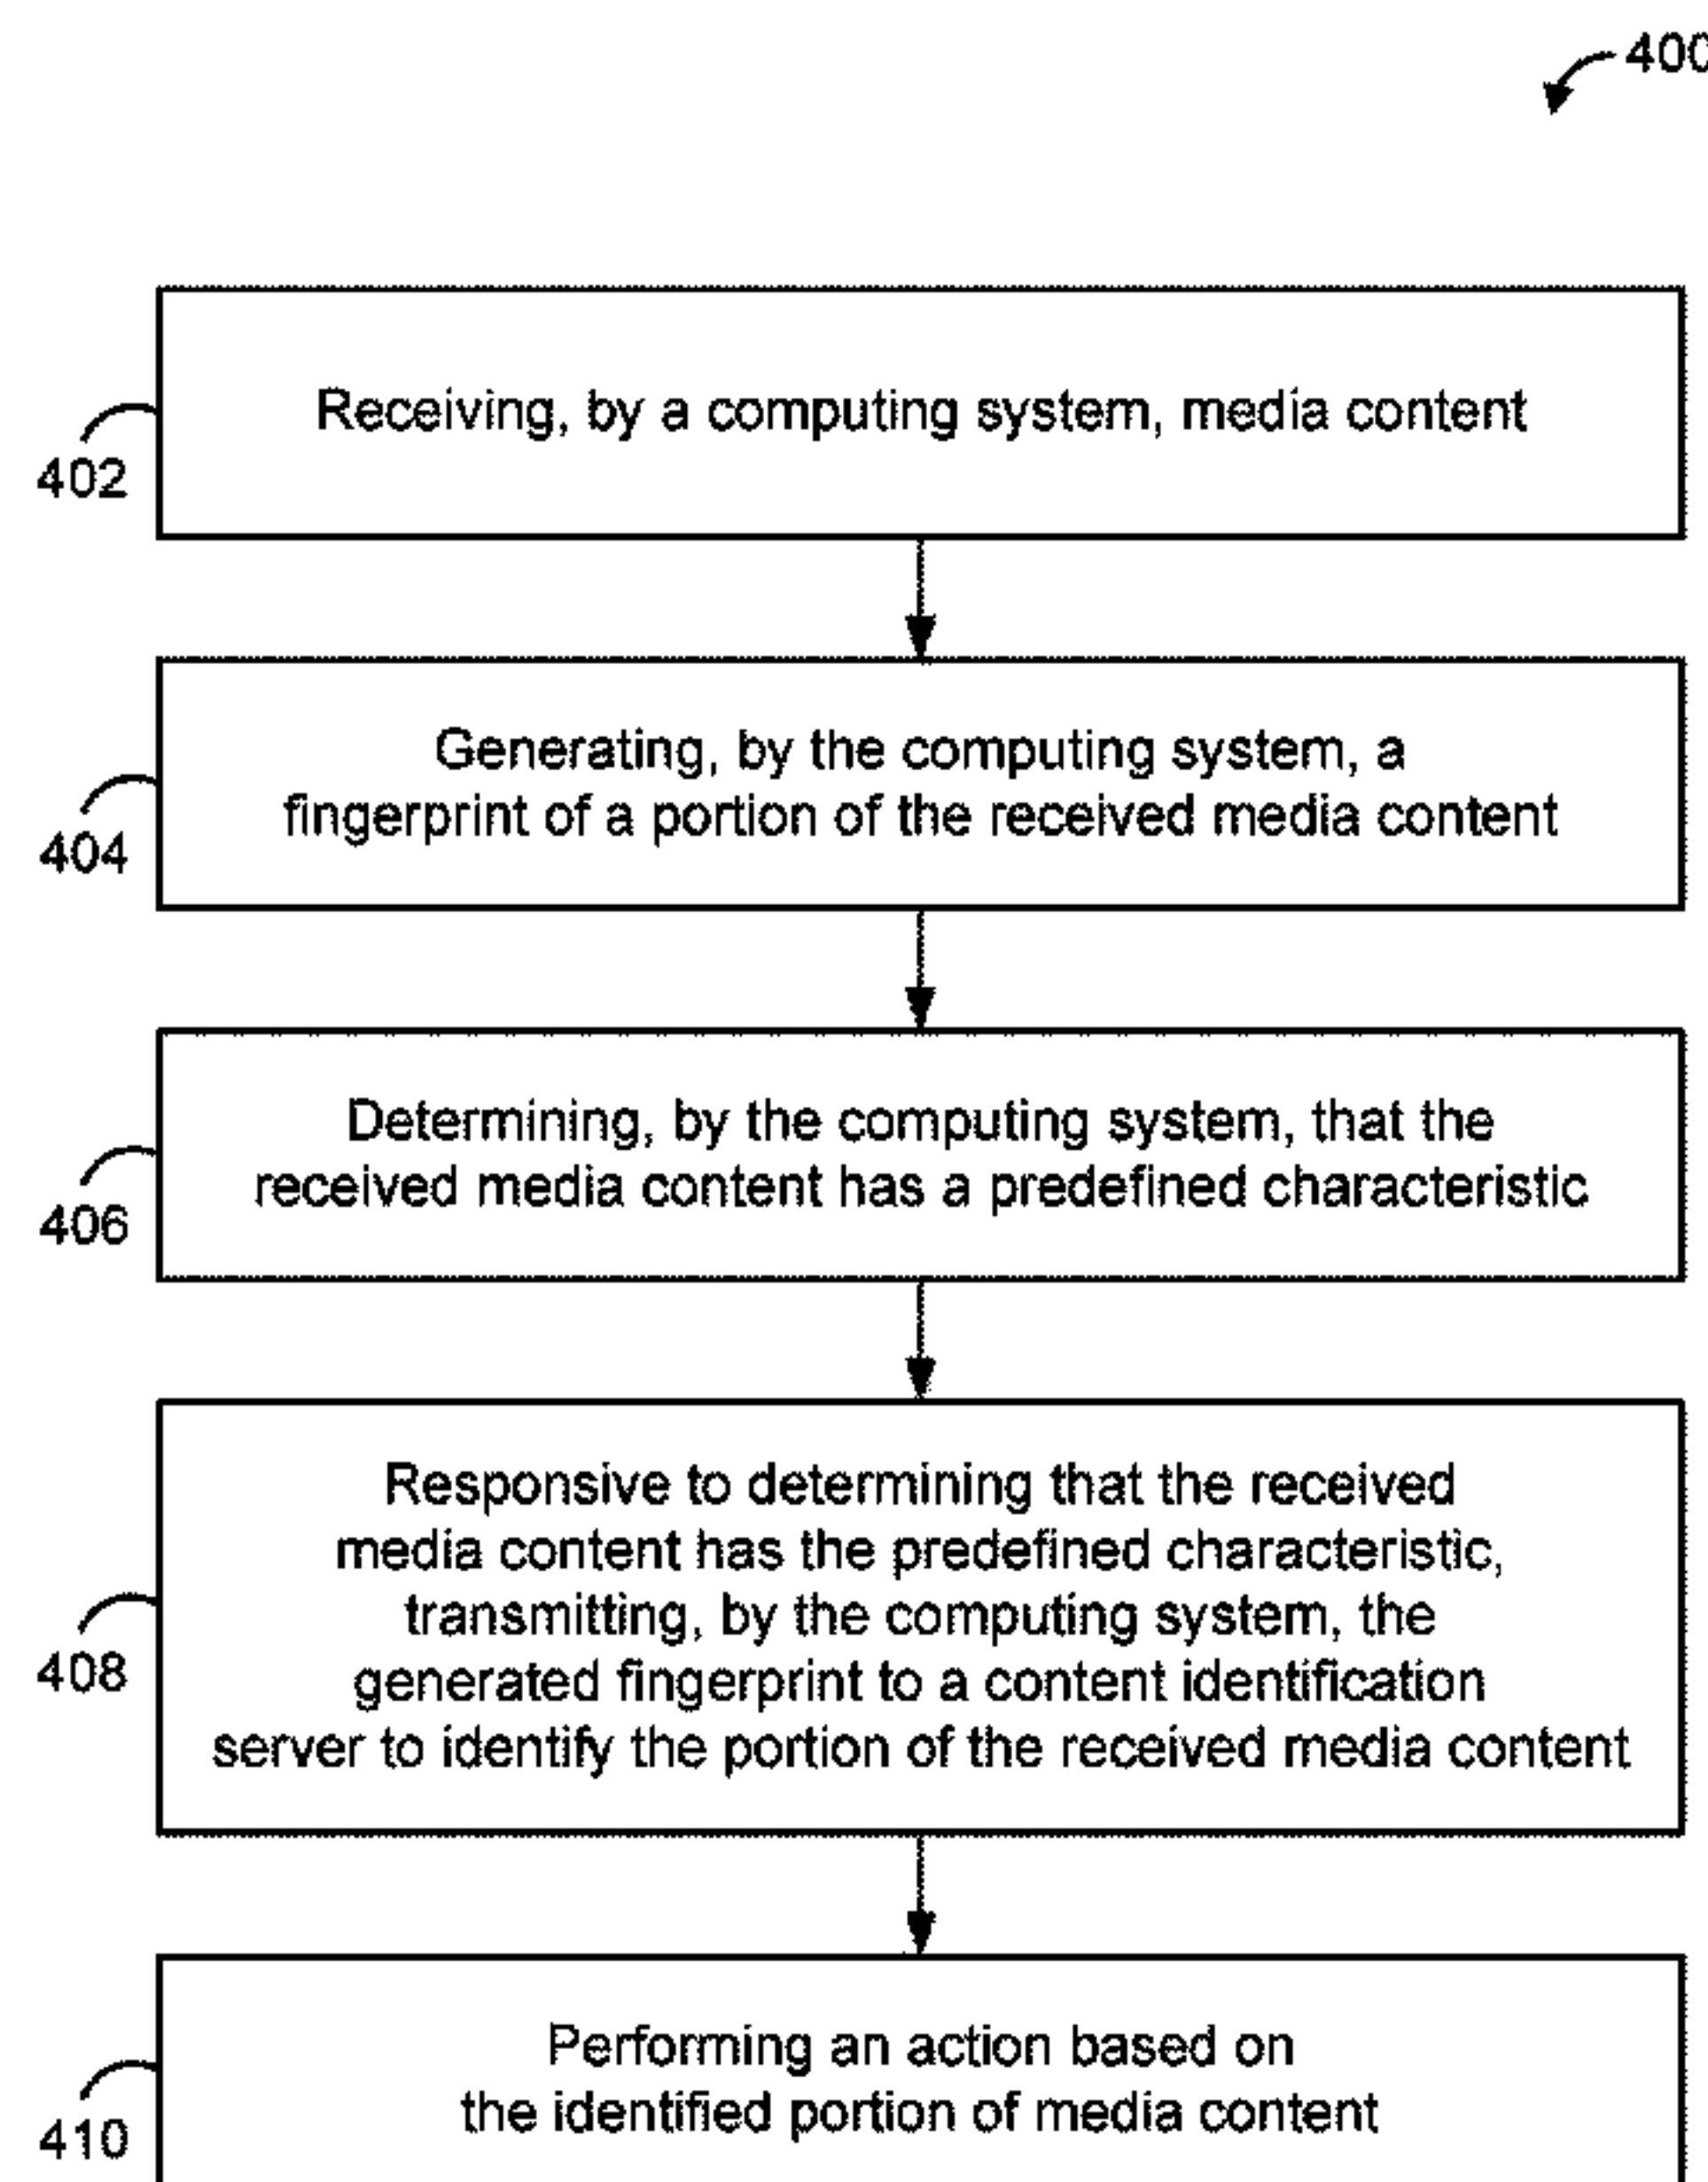 400
Receiving, by a computing system, media content
402
Generating, by the computing system, a
fingerprint of a portion of the received media content
404
Determining, by the computing system, that the
received media content has a predefined characteristic
406
Responsive to determining that the received
media content has the predefined characteristic,
transmitting, by the computing system, the
generated fingerprint to a content identification
server to identify the portion of the received media content
408
Performing an action based on
the identified portion of media content
410